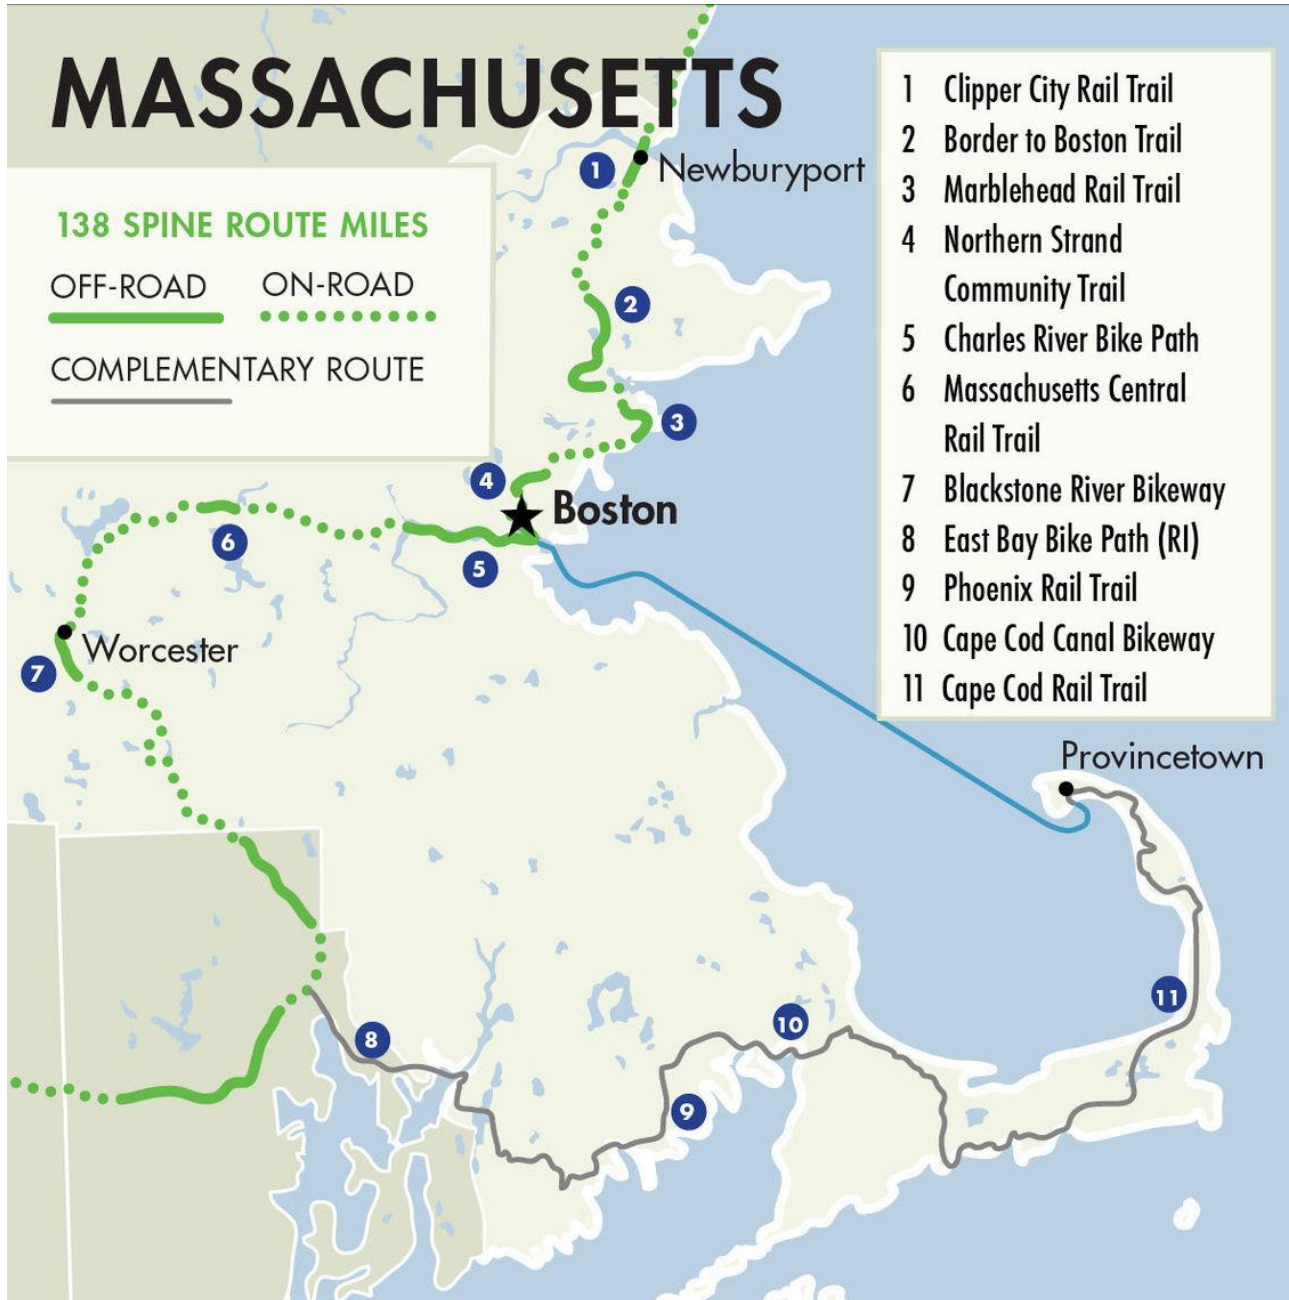 MASSACHUSETTS
138 SPINE ROUTE MILES
OFF-ROAD
ON-ROAD
COMPLEMENTARY ROUTE
1 Clipper City Rail Trail
2 Border to Boston Trail
3 Marblehead Rail Trail
4 Northern Strand
Community Trail
5 Charles River Bike Path
6 Massachusetts Central
Rail Trail
7 Blackstone River Bikeway
8 East Bay Bike Path (RI)
9 Phoenix Rail Trail
10 Cape Cod Canal Bikeway
11 Cape Cod Rail Trail
1
Newburyport
2
3
4
Boston
5
6
Worcester
7
Provincetown
8
9
10
11